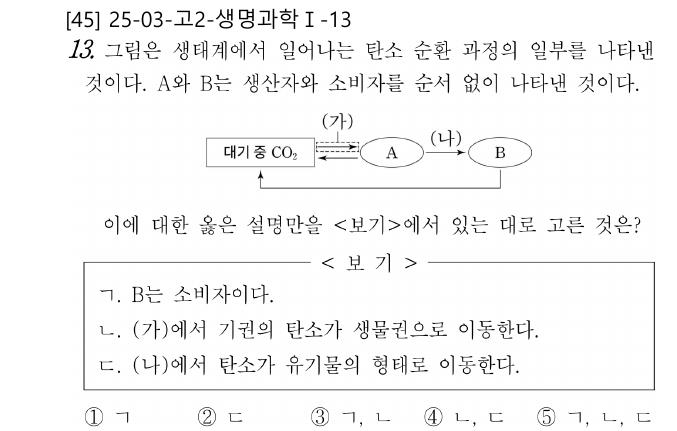 [45] 25-03-고2-생명과학Ⅰ-13
13. 그림은 생태계에서 일어나는 탄소 순환 과정의 일부를 나타낸
것이다. A와 B는 생산자와 소비자를 순서 없이 나타낸 것이다.
(가)
(나)
대기 중 CO₂
A
B
이에 대한 옳은 설명만을 <보기>에서 있는 대로 고른 것은?
< 보 기 >
ㄱ. B는 소비자이다.
ㄴ. (가)에서 기권의 탄소가 생물권으로 이동한다.
ㄷ. (나)에서 탄소가 유기물의 형태로 이동한다.
① ㄱ ② ㄷ ③ ㄱ, ㄴ ④ ㄴ, ㄷ ⑤ ㄱ, ㄴ, ㄷ